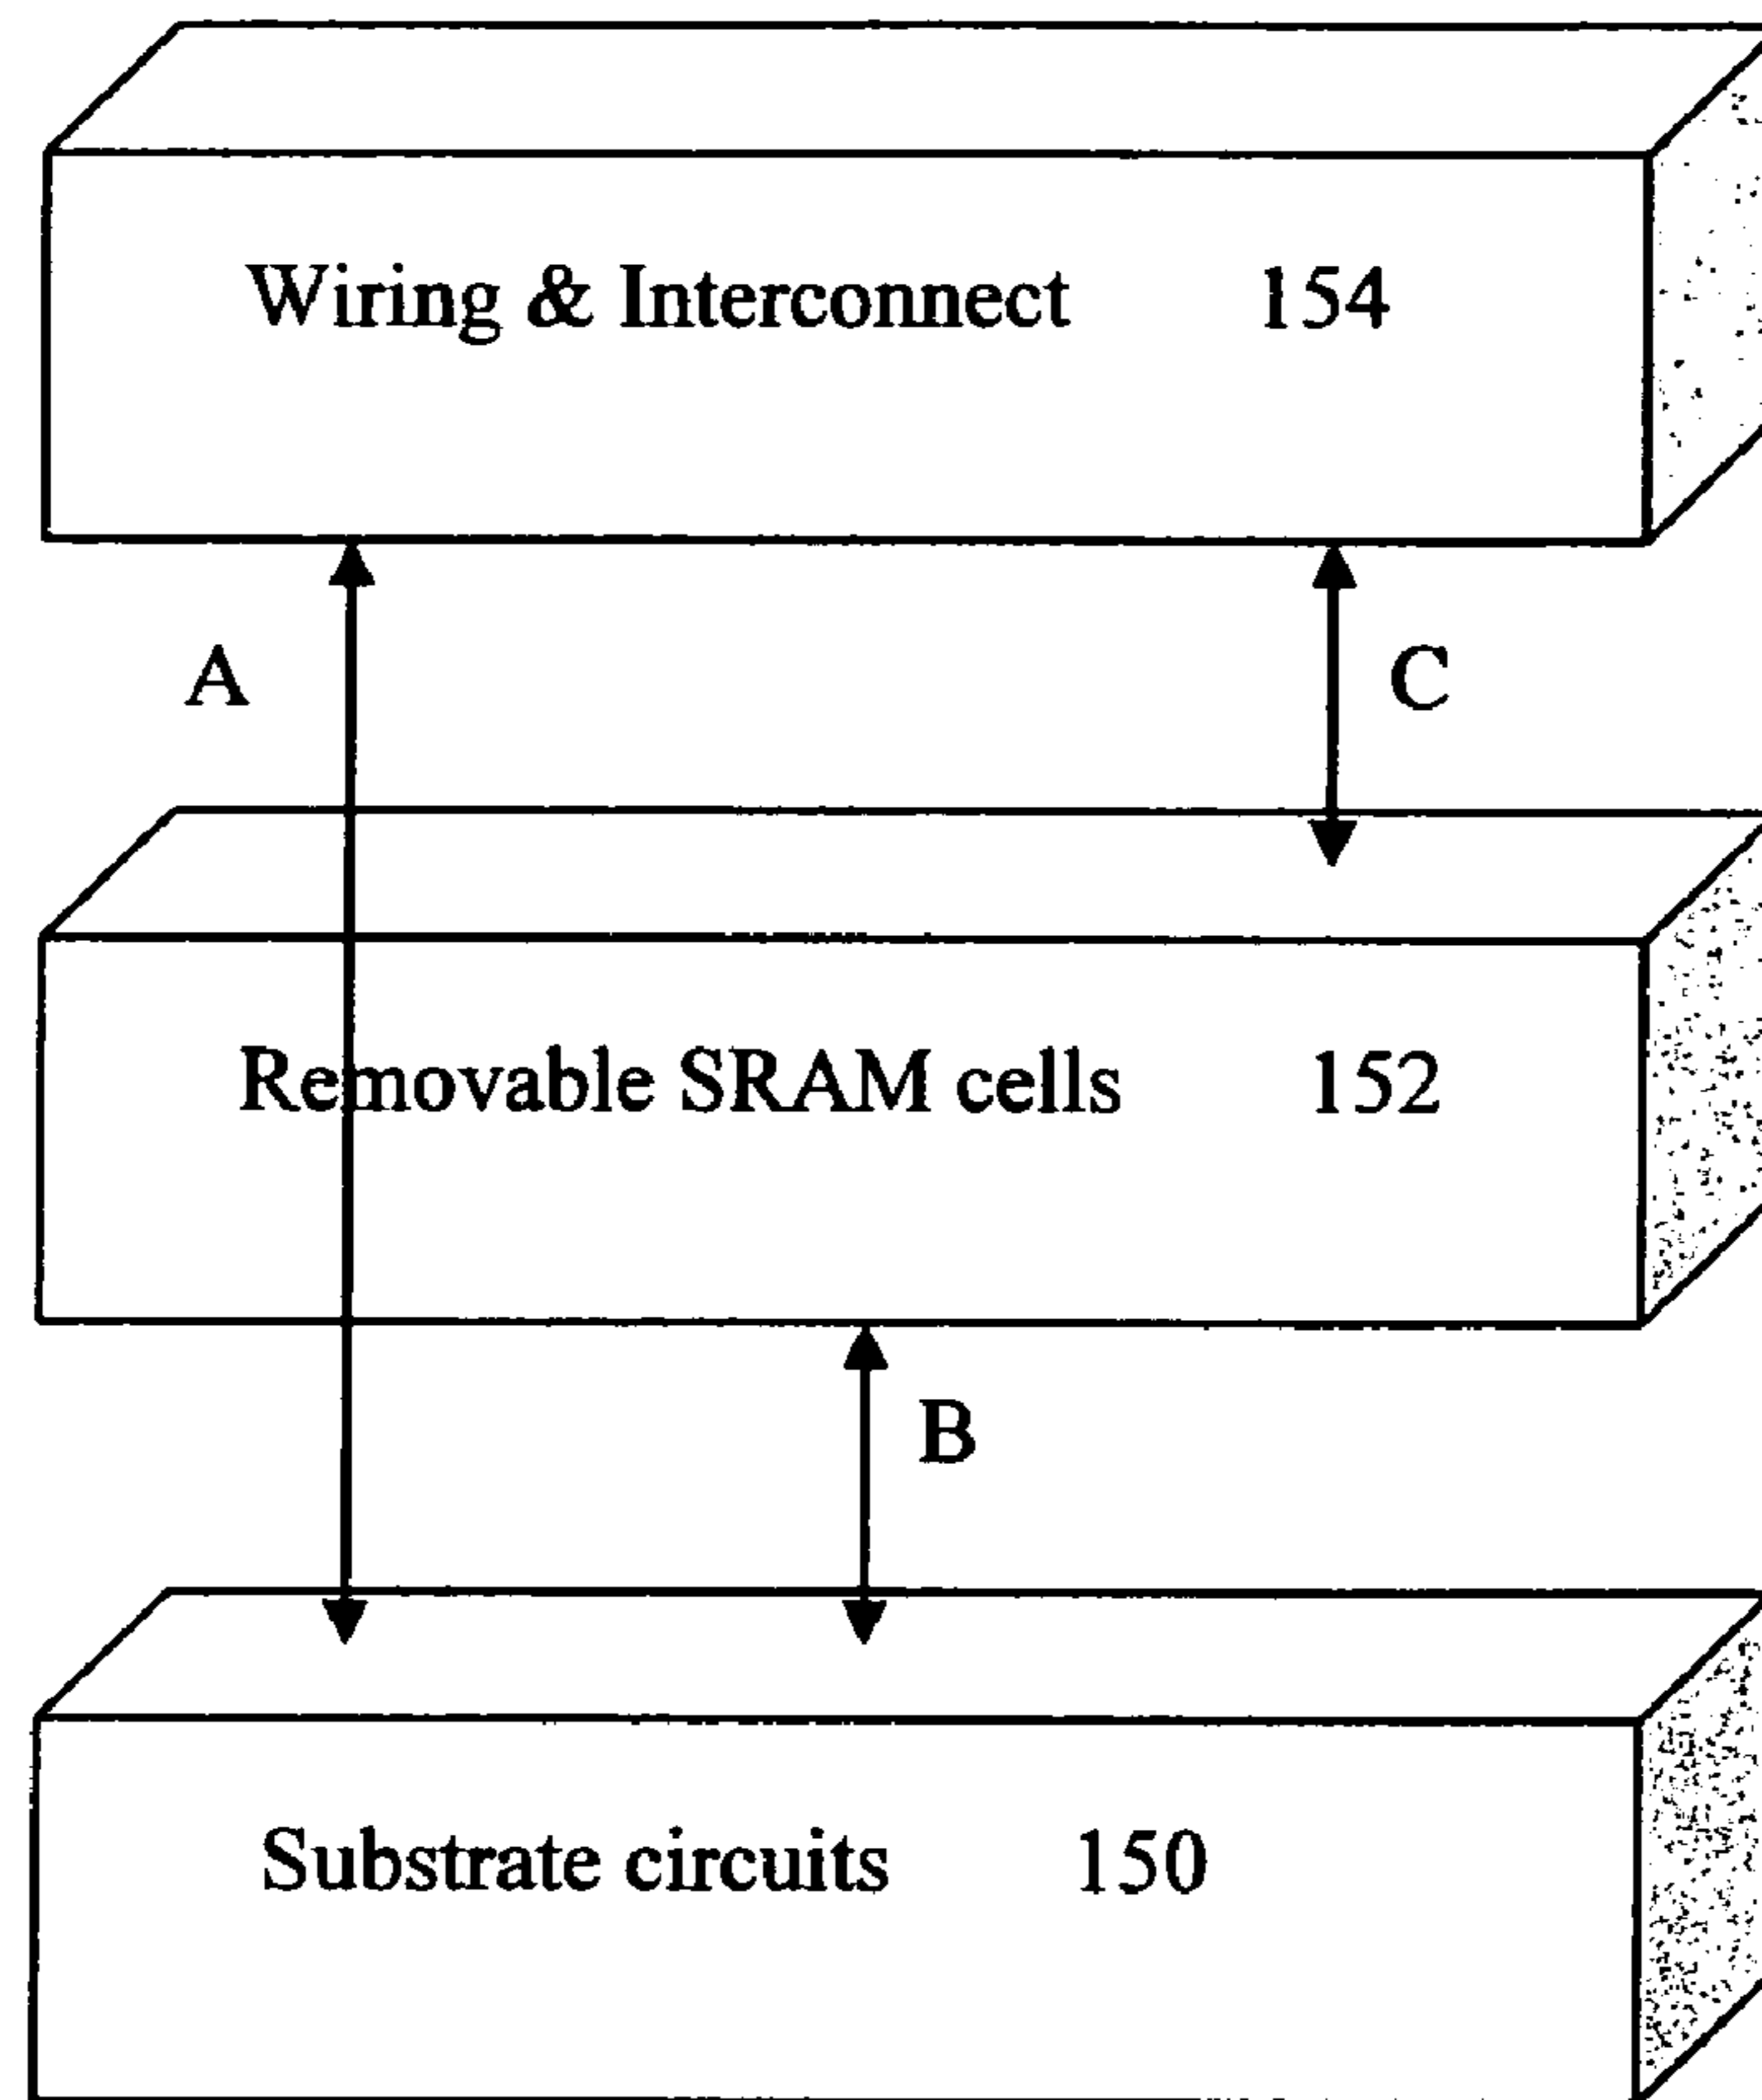 Wiring & Interconnect 154
A
C
Removable SRAM cells 152
B
Substrate circuits 150